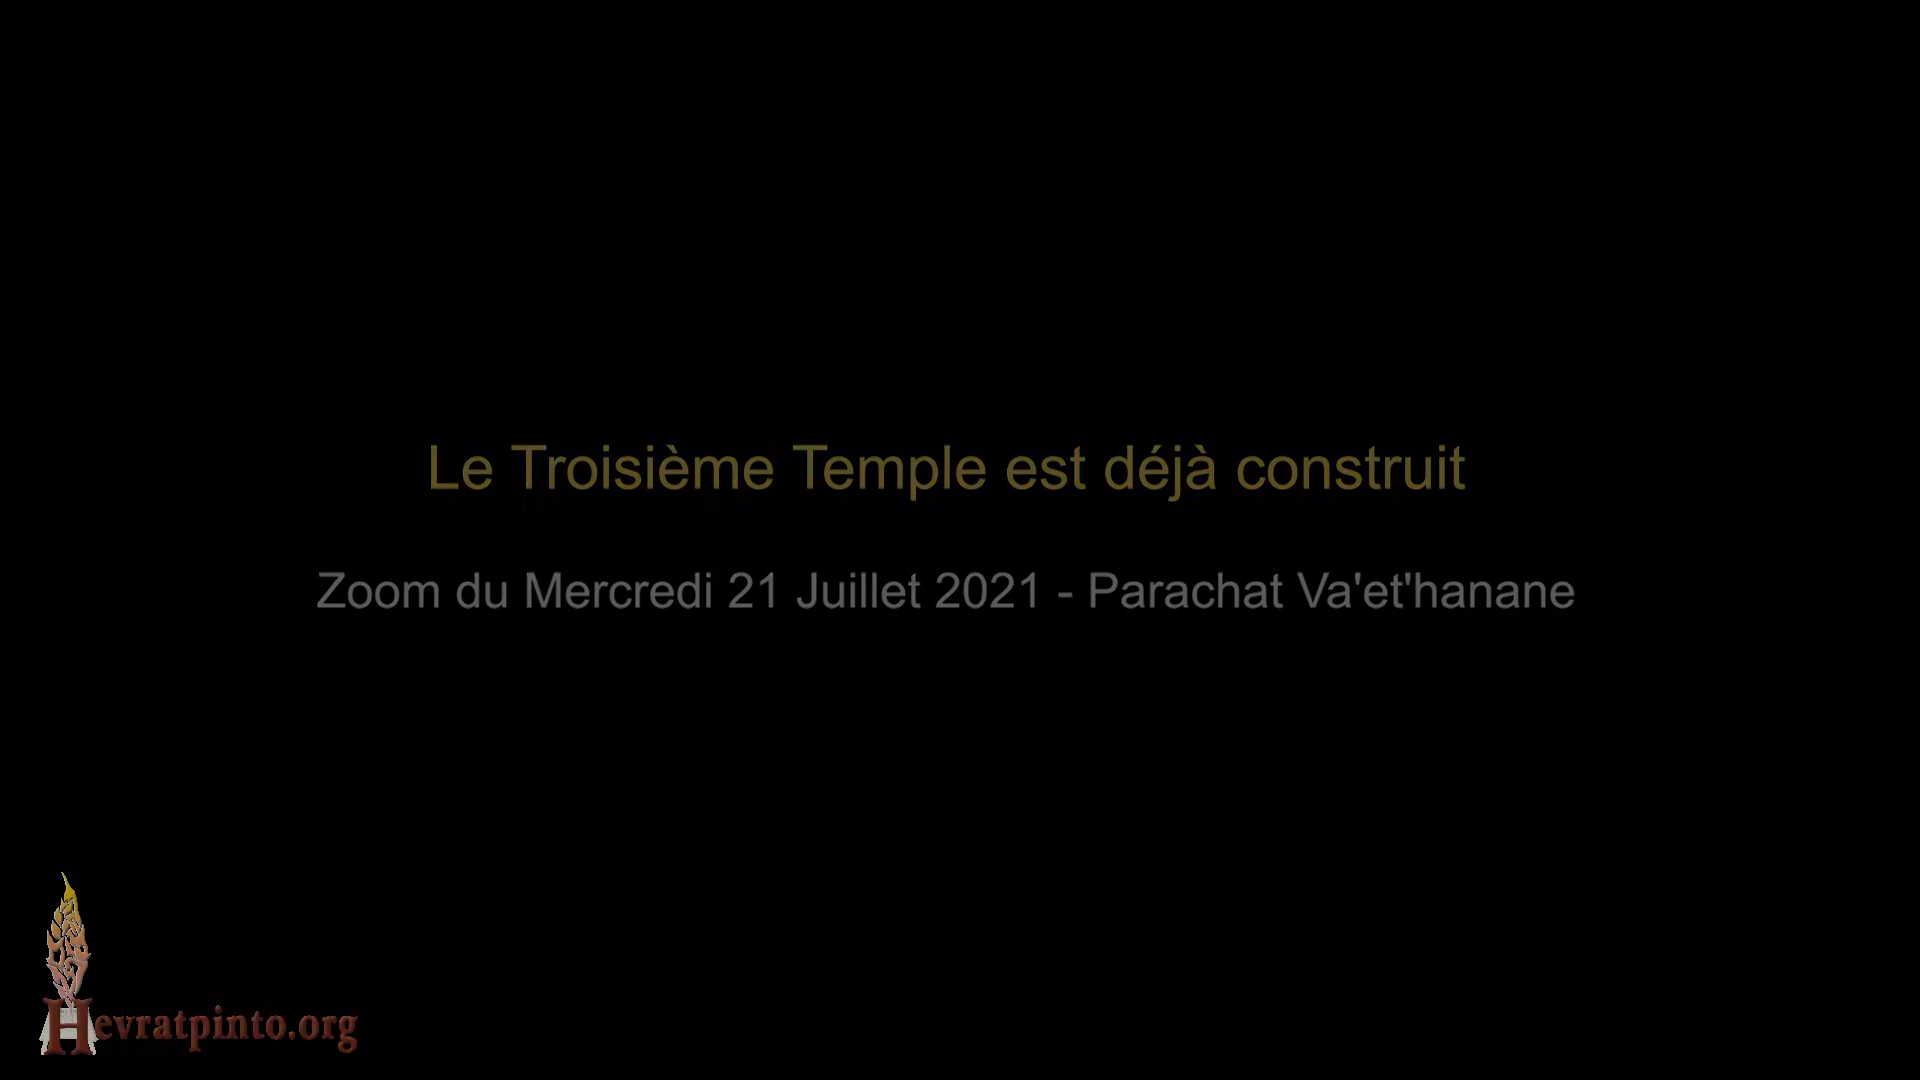 Le Troisième Temple est déjà construit
Zoom du Mercredi 21 Juillet 2021 - Parachat Va'et'hanane
Hevratpinto.org